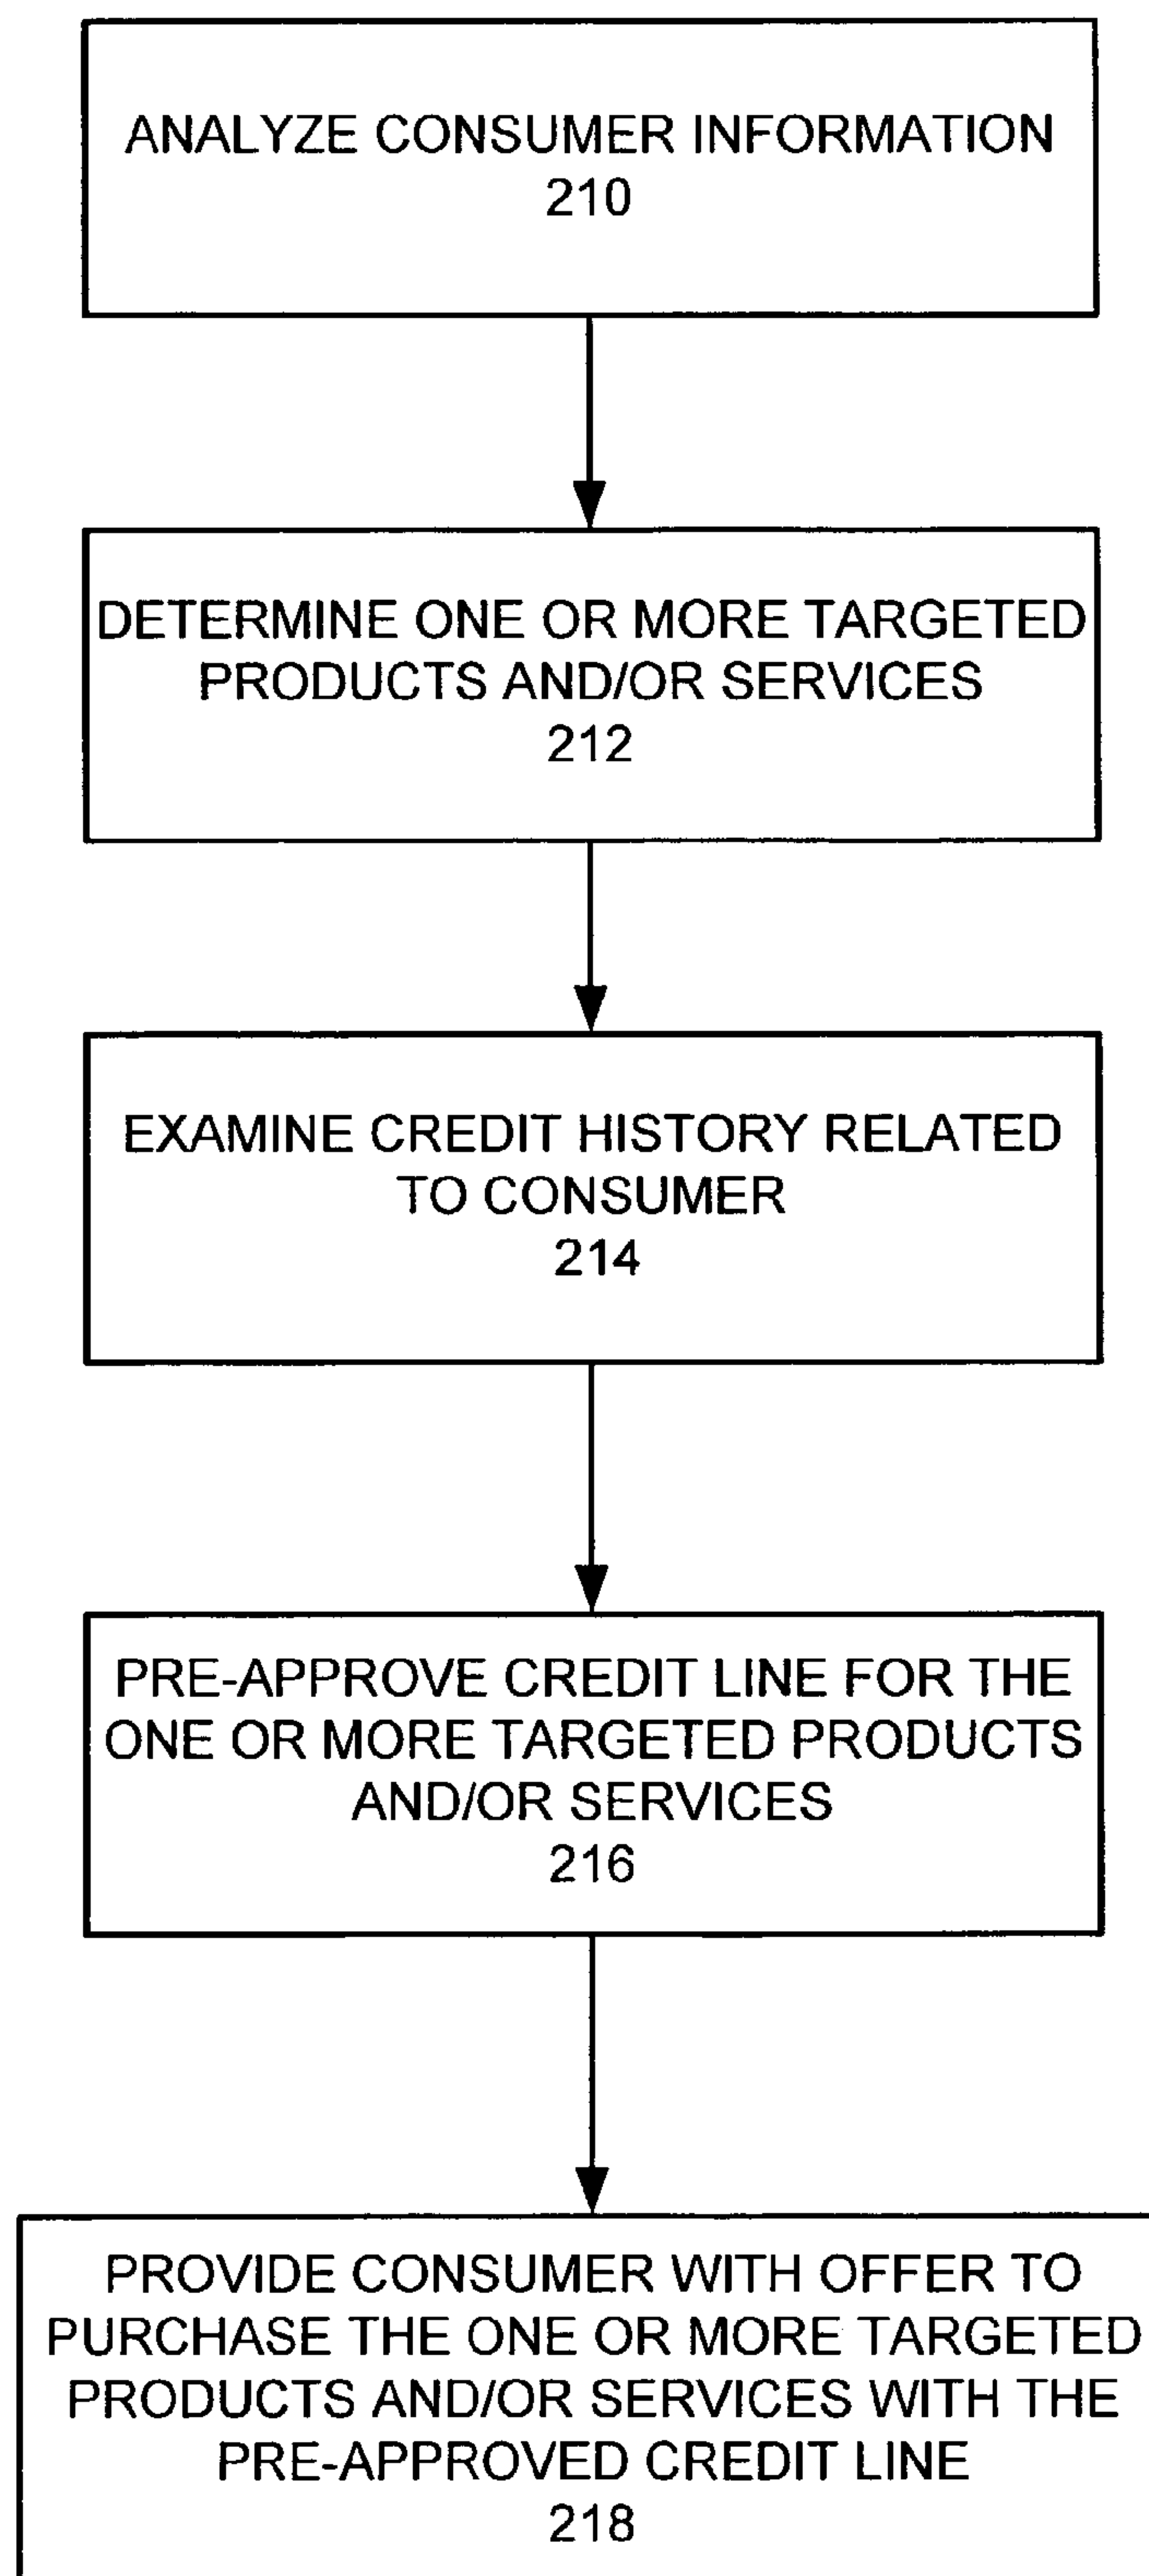 ANALYZE CONSUMER INFORMATION
210
DETERMINE ONE OR MORE TARGETED
PRODUCTS AND/OR SERVICES
212
EXAMINE CREDIT HISTORY RELATED
TO CONSUMER
214
PRE-APPROVE CREDIT LINE FOR THE
ONE OR MORE TARGETED PRODUCTS
AND/OR SERVICES
216
PROVIDE CONSUMER WITH OFFER TO
PURCHASE THE ONE OR MORE TARGETED
PRODUCTS AND/OR SERVICES WITH THE
PRE-APPROVED CREDIT LINE
218